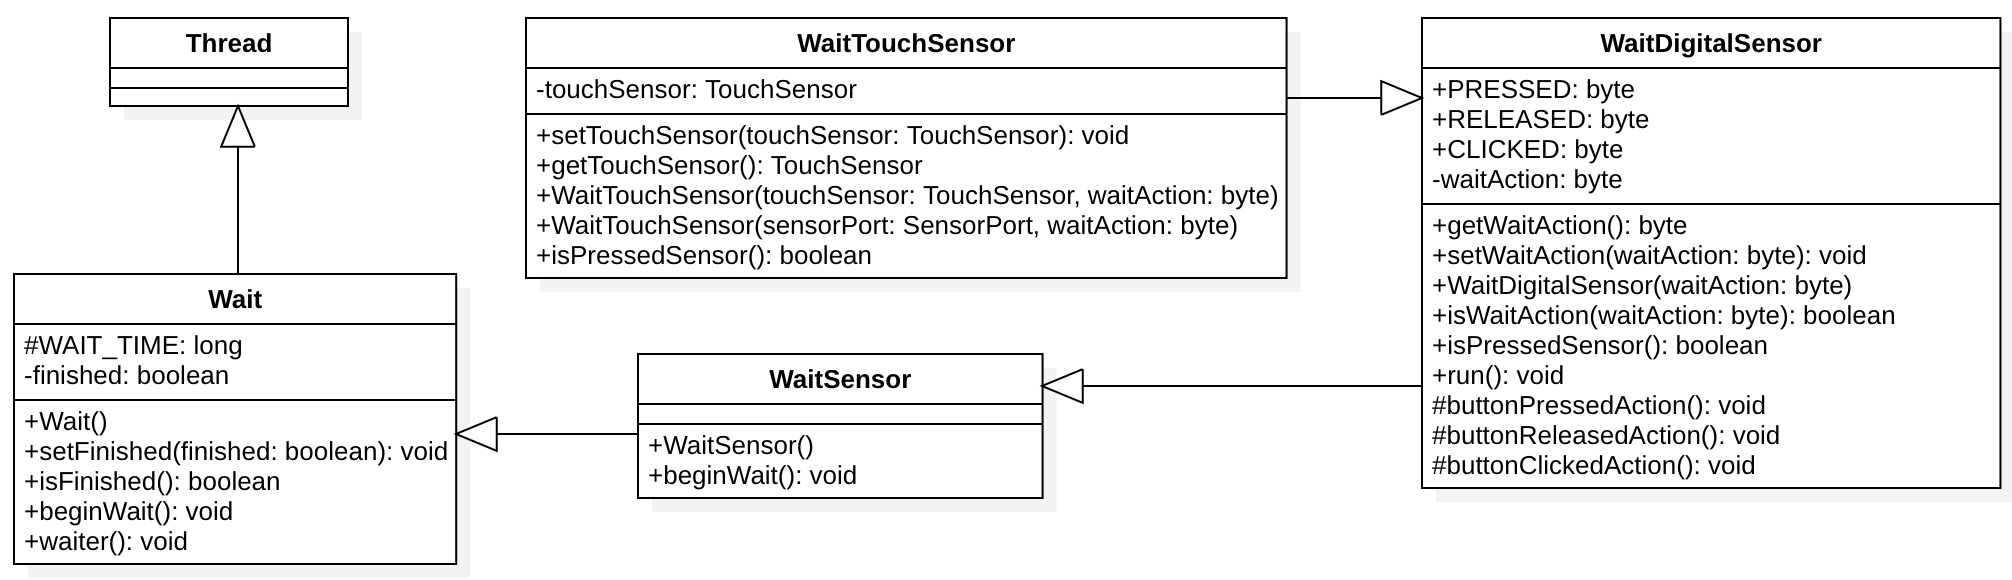 Thread
WaitTouchSensor
-touchSensor: TouchSensor
+setTouchSensor(touchSensor: TouchSensor): void
+getTouchSensor(): TouchSensor
+WaitTouchSensor(touchSensor: TouchSensor, waitAction: byte)
+WaitTouchSensor(sensorPort: SensorPort, waitAction: byte)
+isPressedSensor(): boolean
WaitDigitalSensor
+PRESSED: byte
+RELEASED: byte
+CLICKED: byte
-waitAction: byte
+getWaitAction(): byte
+setWaitAction(waitAction: byte): void
+WaitDigitalSensor(waitAction: byte)
+isWaitAction(waitAction: byte): boolean
+isPressedSensor(): boolean
+run(): void
#buttonPressedAction(): void
#buttonReleasedAction(): void
#buttonClickedAction(): void
Wait
#WAIT_TIME: long
-finished: boolean
+Wait()
+setFinished(finished: boolean): void
+isFinished(): boolean
+beginWait(): void
+waiter(): void
WaitSensor
+WaitSensor()
+beginWait(): void